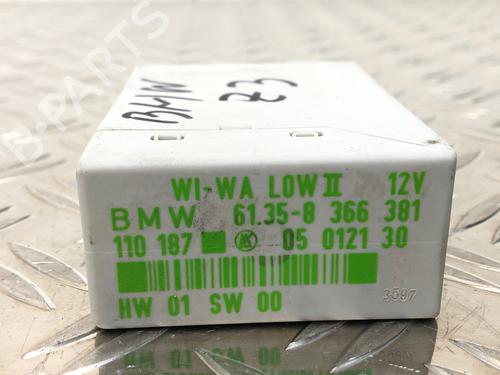 B-PARTS
BMW
Z3
WI-WA LOW II 12V
BMW 61.35-8 366 381
110 187 05 0121 30
HW 01 SW 00
3597